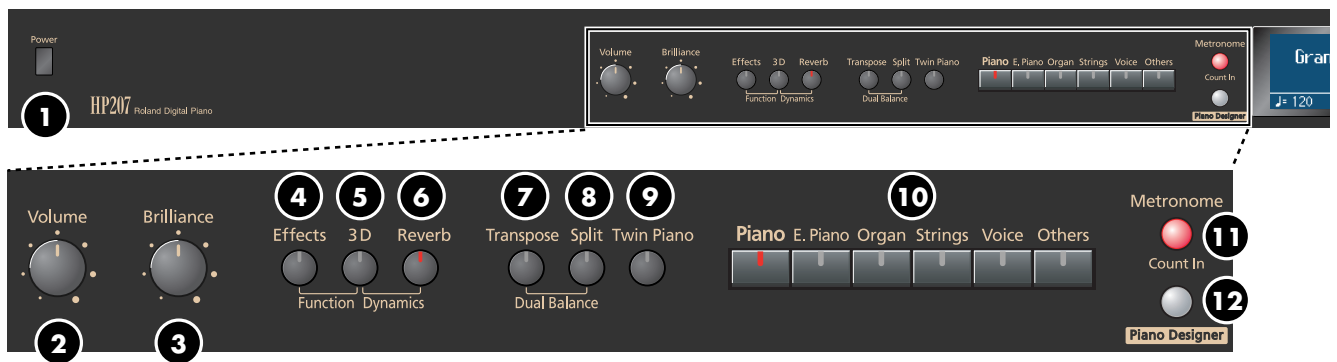 Power
1
HP207 Roland Digital Piano
Volume Brilliance
Effects 3D Reverb
Function Dynamics
Transpose Split Twin Piano
Dual Balance
Piano E. Piano Organ Strings Voice Others
Metronome
Count In
Piano Designer
Gran
♩= 120
4 5 6 7 8 9 10
Volume Brilliance
Effects 3D Reverb
Function Dynamics
Transpose Split Twin Piano
Dual Balance
Piano E. Piano Organ Strings Voice Others
Metronome
11
Count In
12
Piano Designer
2 3